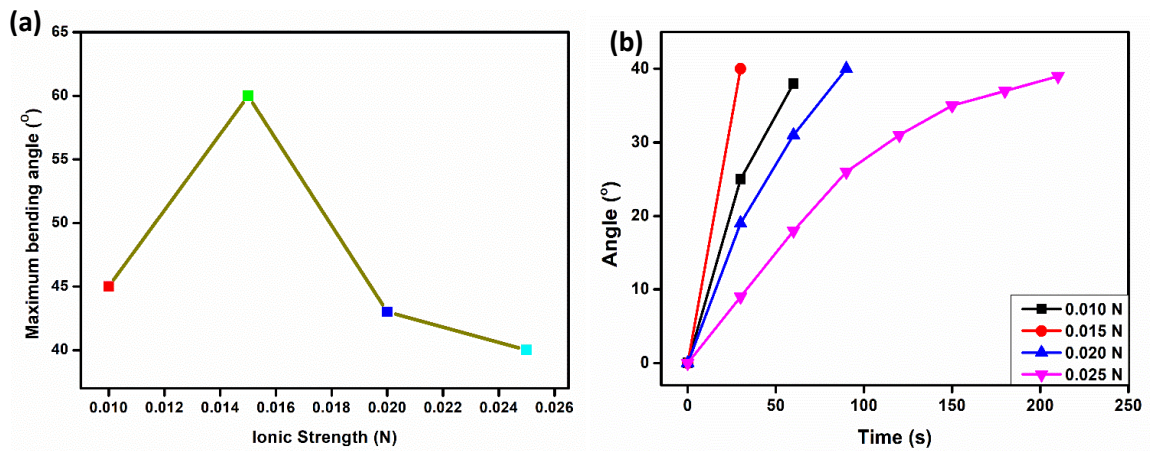 (a)
65
60
55
50
45
40
Maximum bending angle (°)
0.010 0.012 0.014 0.016 0.018 0.020 0.022 0.024 0.026
Ionic Strength (N)
(b)
40
30
20
10
0
Angle (°)
0 50 100 150 200 250
Time (s)
0.010 N
0.015 N
0.020 N
0.025 N